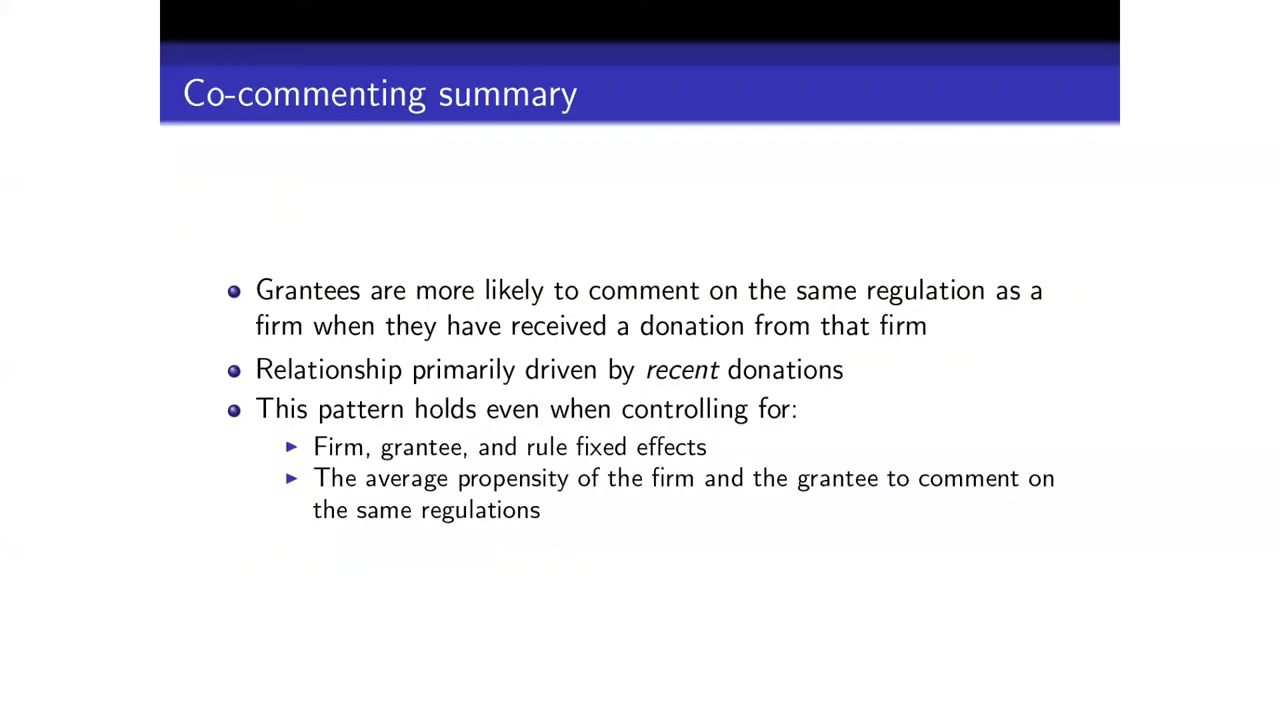 Co-commenting summary
Grantees are more likely to comment on the same regulation as a
firm when they have received a donation from that firm
Relationship primarily driven by recent donations
This pattern holds even when controlling for:
Firm, grantee, and rule fixed effects
The average propensity of the firm and the grantee to comment on
the same regulations